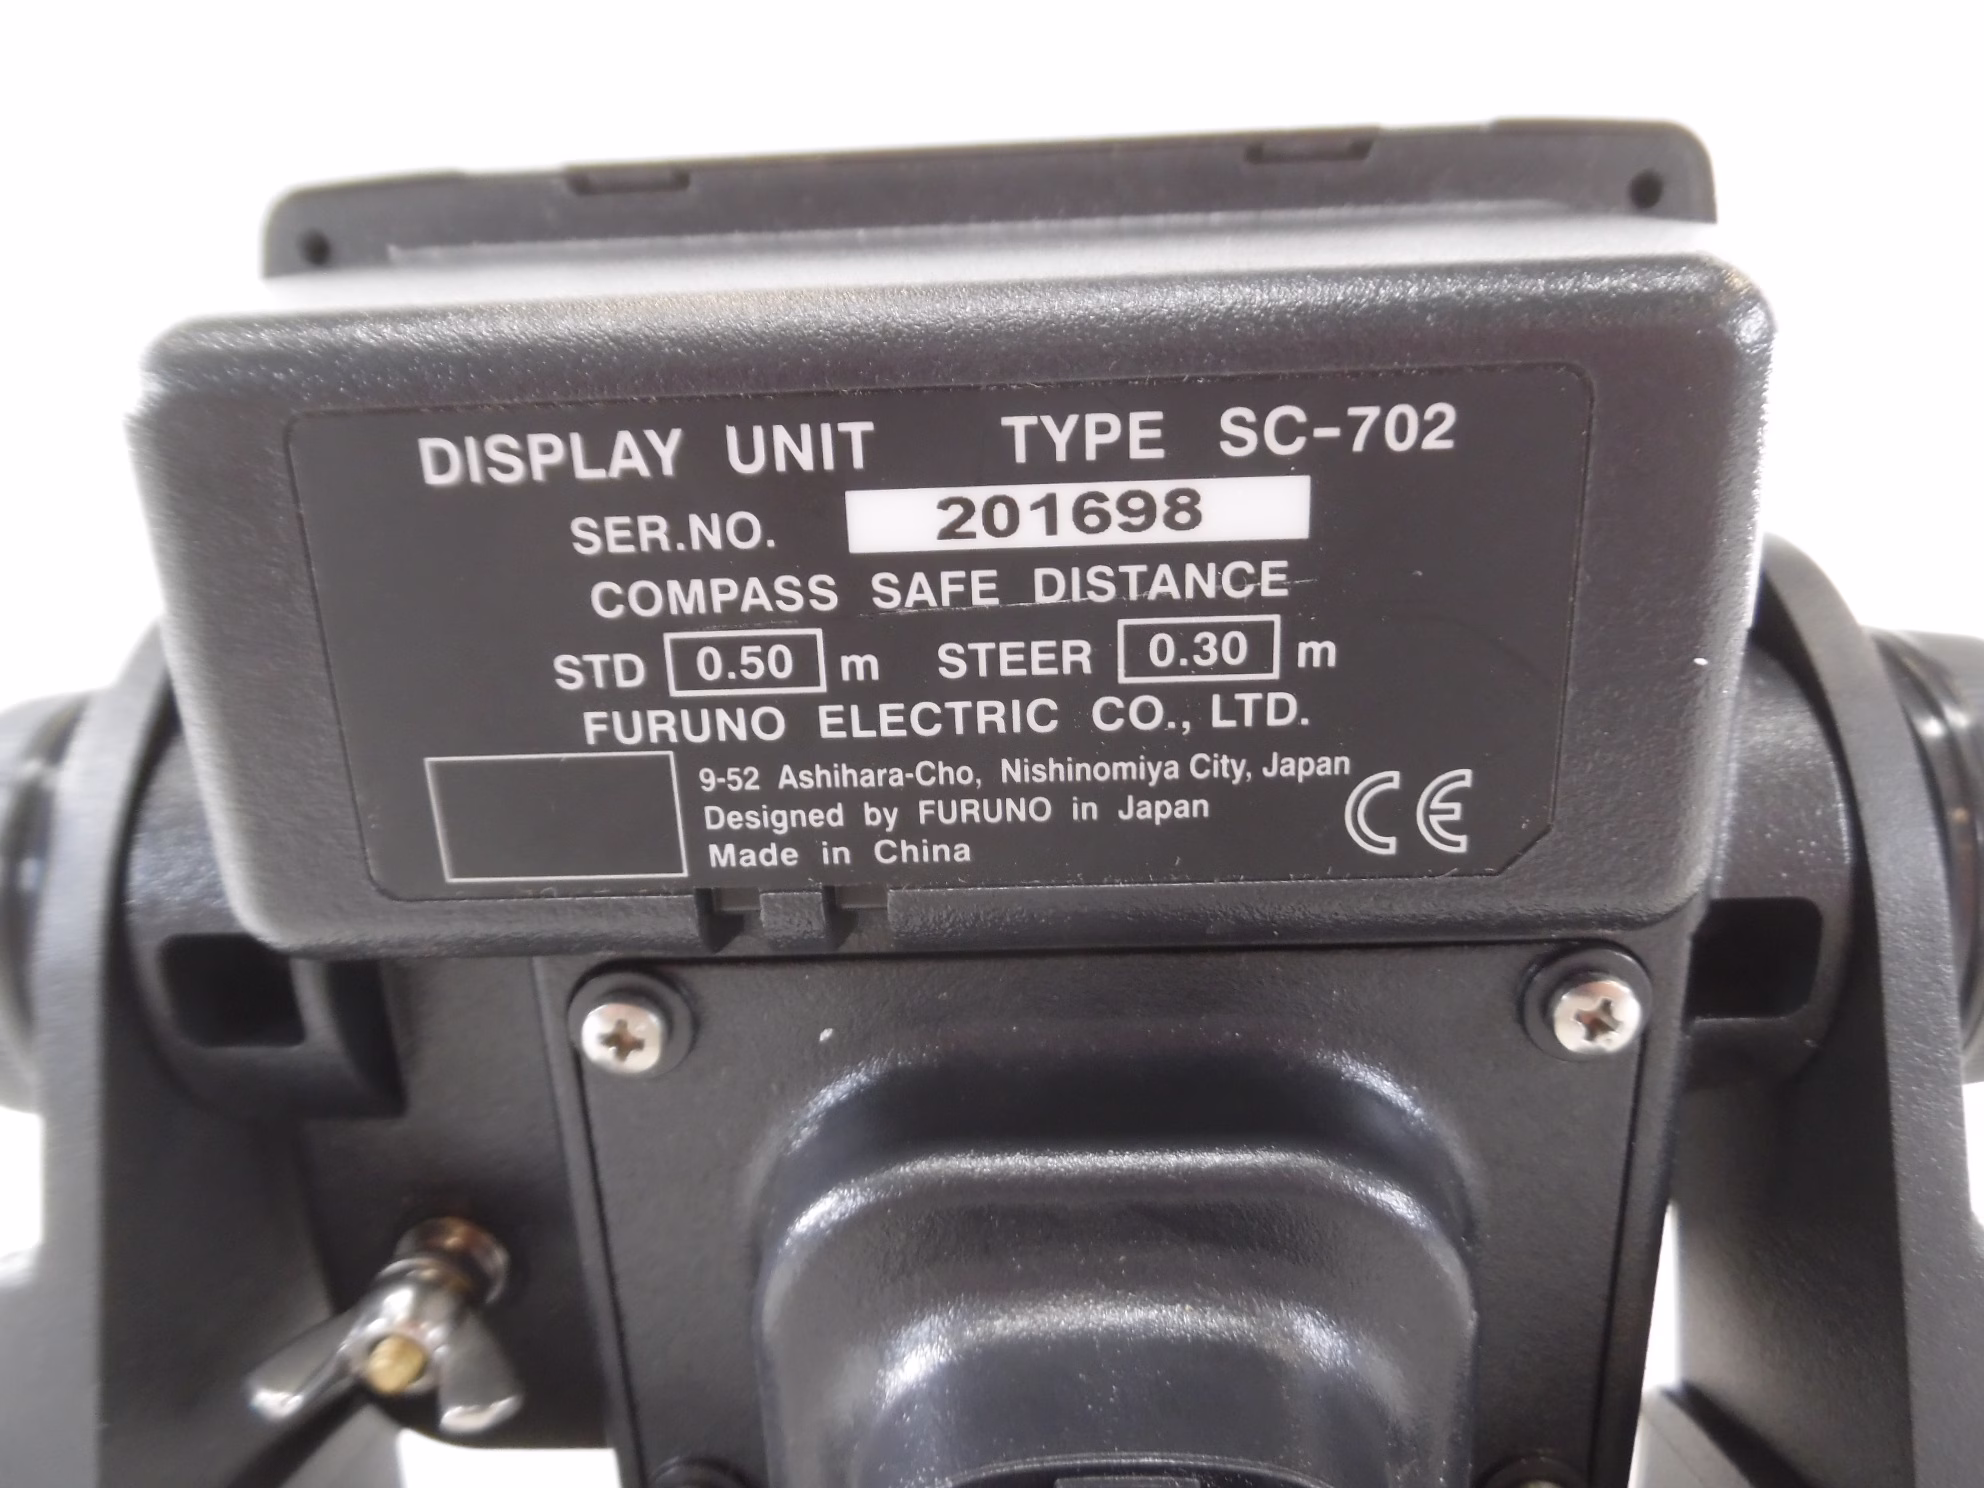 DISPLAY UNIT TYPE SC-702
SER.NO. 201698
COMPASS SAFE DISTANCE
STD 0.50 m STEER 0.30 m
FURUNO ELECTRIC CO., LTD.
9-52 Ashihara-Cho, Nishinomiya City, Japan
Designed by FURUNO in Japan
Made in China
CE